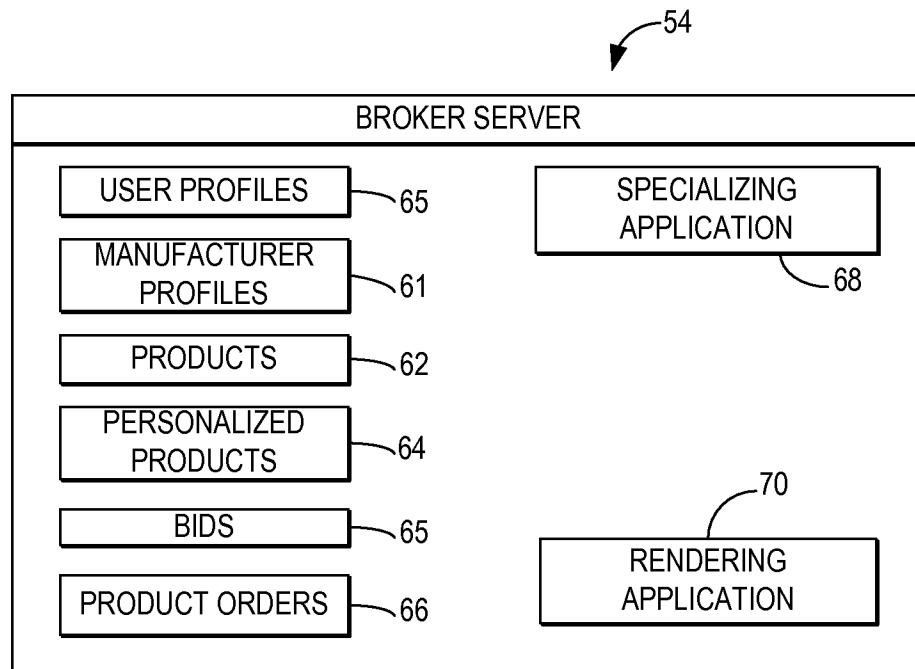 54
BROKER SERVER
USER PROFILES
65
MANUFACTURER
PROFILES
61
PRODUCTS
62
PERSONALIZED
PRODUCTS
64
BIDS
65
PRODUCT ORDERS
66
SPECIALIZING
APPLICATION
68
70
RENDERING
APPLICATION